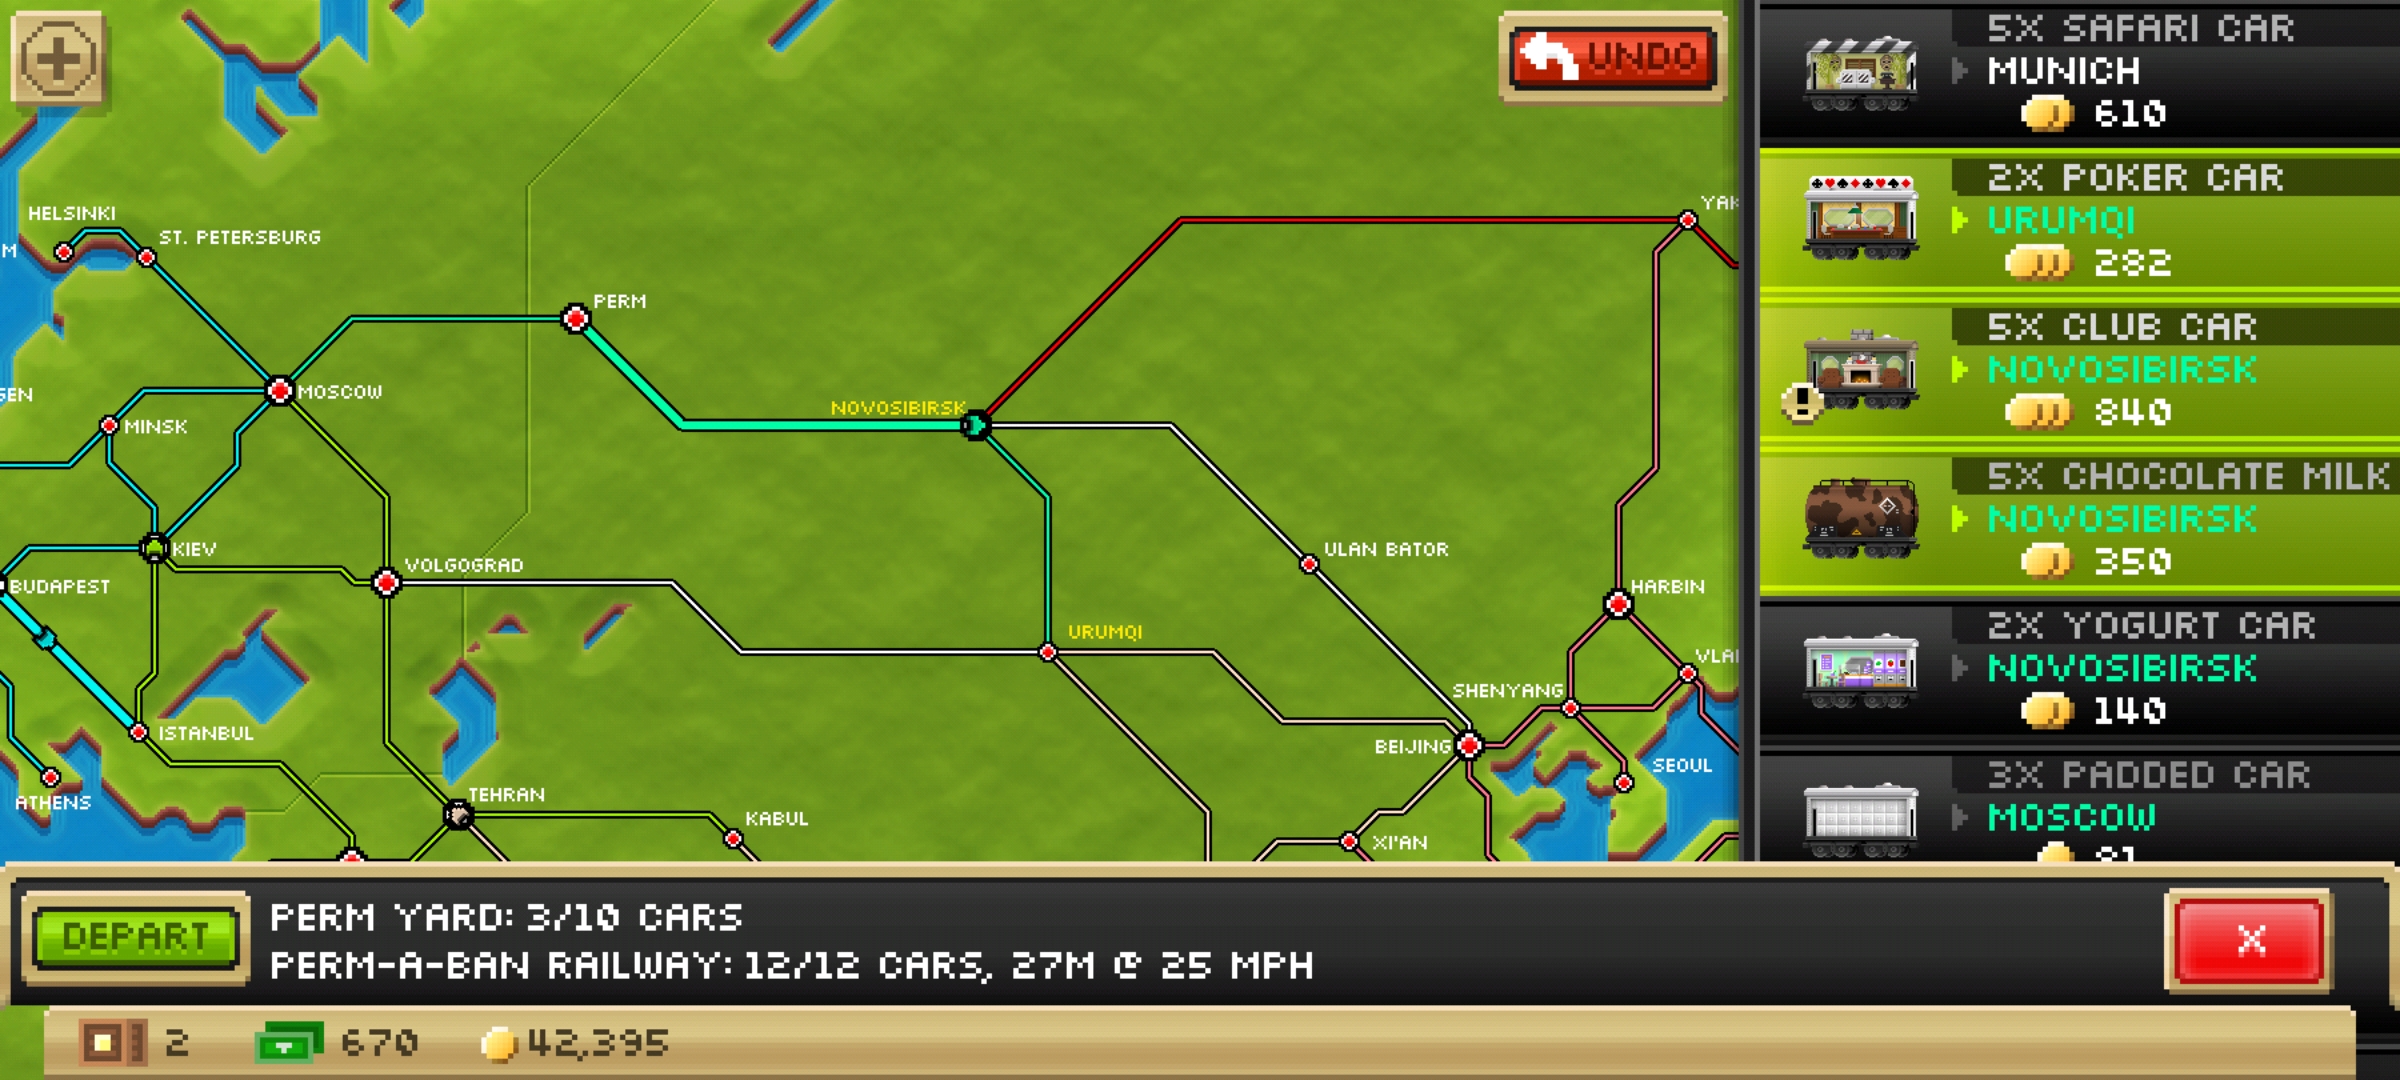 UNDO
HELSINKI
ST. PETERSBURG
M
PERM
MOSCOW
MINSK
NOVOSIBIRSK
KIEV
BUDAPEST
VOLGOGRAD
ULAN BATOR
HARBIN
URUMQI
SHENYANG
BEIJING
SEOUL
ISTANBUL
ATHENS
TEHRAN
KABUL
XI'AN
5X SAFARI CAR
MUNICH
610
2X POKER CAR
URUMQI
282
5X CLUB CAR
NOVOSIBIRSK
840
5X CHOCOLATE MILK
NOVOSIBIRSK
350
2X YOGURT CAR
NOVOSIBIRSK
140
3X PADDED CAR
MOSCOW
DEPART
PERM YARD: 3/10 CARS
PERM-A-BAN RAILWAY: 12/12 CARS, 27M @ 25 MPH
X
2
670
42,395